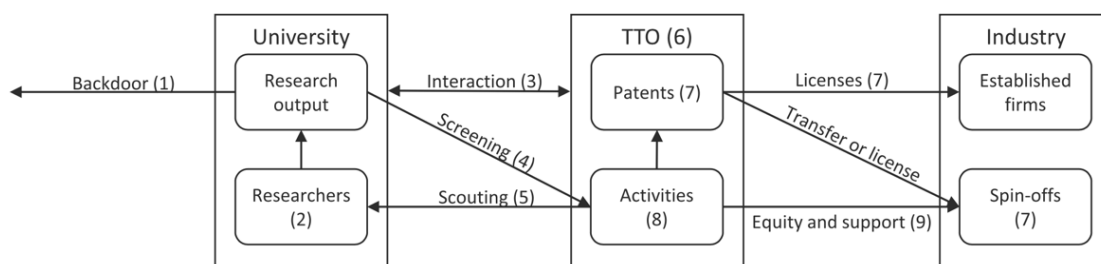 University
TTO (6)
Industry
Backdoor (1)
Research
output
Interaction (3)
Patents (7)
Licenses (7)
Established
firms
Screening (4)
Transfer or license
Researchers
(2)
Scouting (5)
Activities
(8)
Equity and support (9)
Spin-offs
(7)